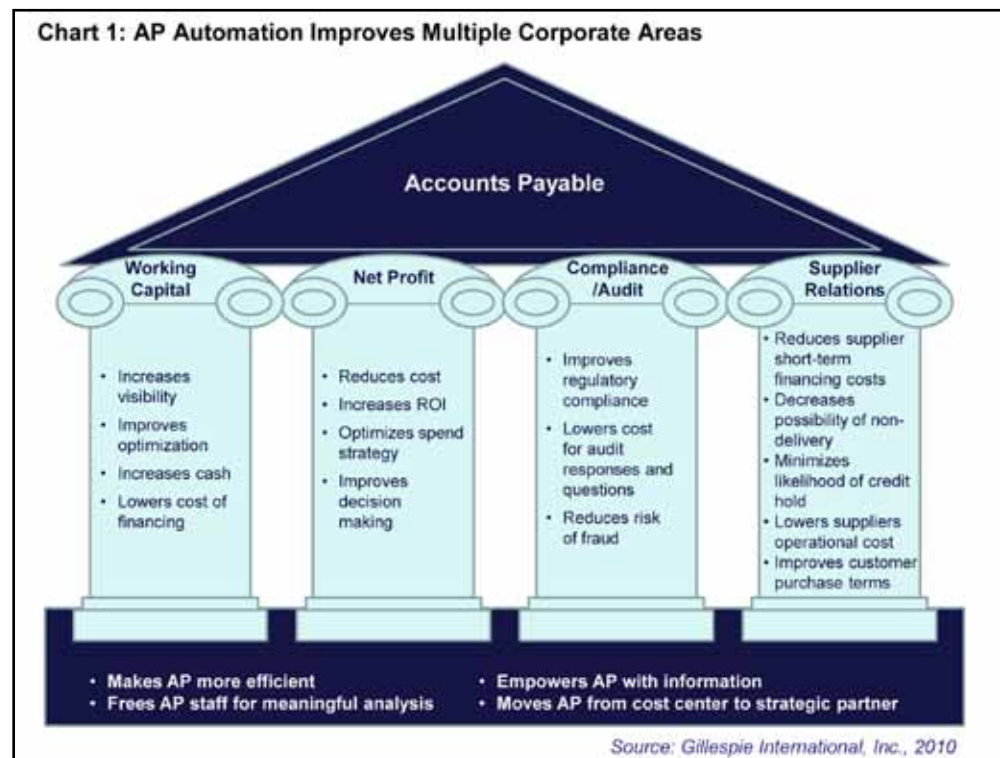 Chart 1: AP Automation Improves Multiple Corporate Areas
Accounts Payable
Working
Capital
• Increases
visibility
• Improves
optimization
• Increases cash
• Lowers cost of
financing
Net Profit
• Reduces cost
• Increases ROI
• Optimizes spend
strategy
• Improves
decision
making
Compliance
/Audit
• Improves
regulatory
compliance
• Lowers cost
for audit
responses and
questions
• Reduces risk
of fraud
Supplier
Relations
• Reduces supplier
short-term
financing costs
• Decreases
possibility of non-
delivery
• Minimizes
likelihood of credit
hold
• Lowers suppliers
operational cost
• Improves customer
purchase terms
• Makes AP more efficient
• Frees AP staff for meaningful analysis
• Empowers AP with information
• Moves AP from cost center to strategic partner
Source: Gillespie International, Inc., 2010